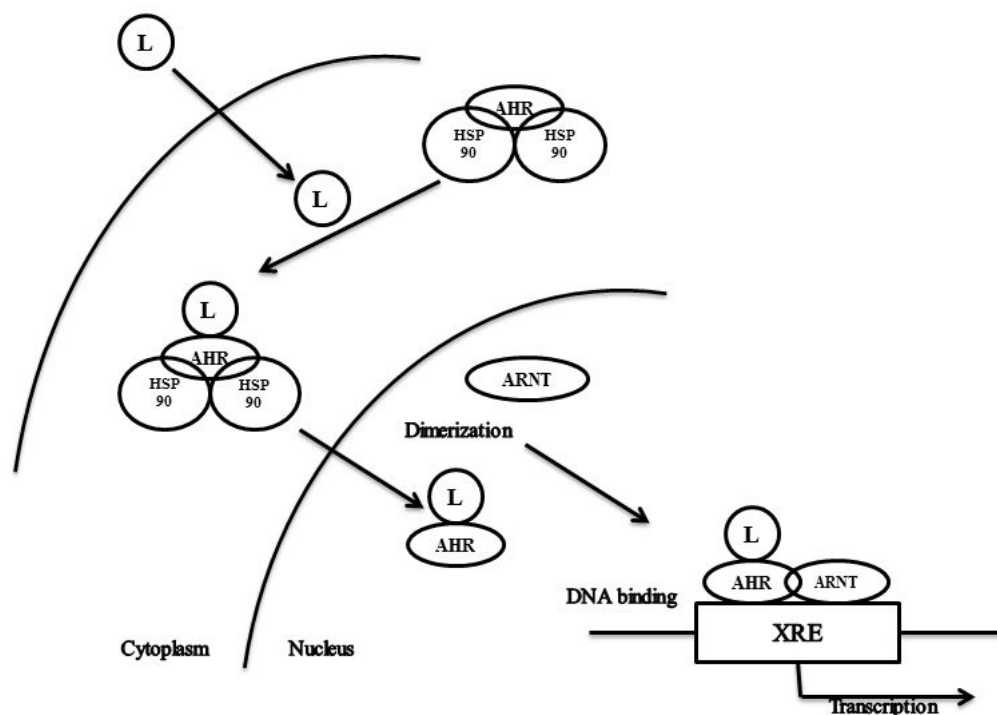 L
AHR
HSP
90
HSP
90
L
L
AHR
HSP
90
HSP
90
ARNT
Dimerization
L
AHR
L
AHR
ARNT
DNA binding
XRE
Cytoplasm
Nucleus
Transcription